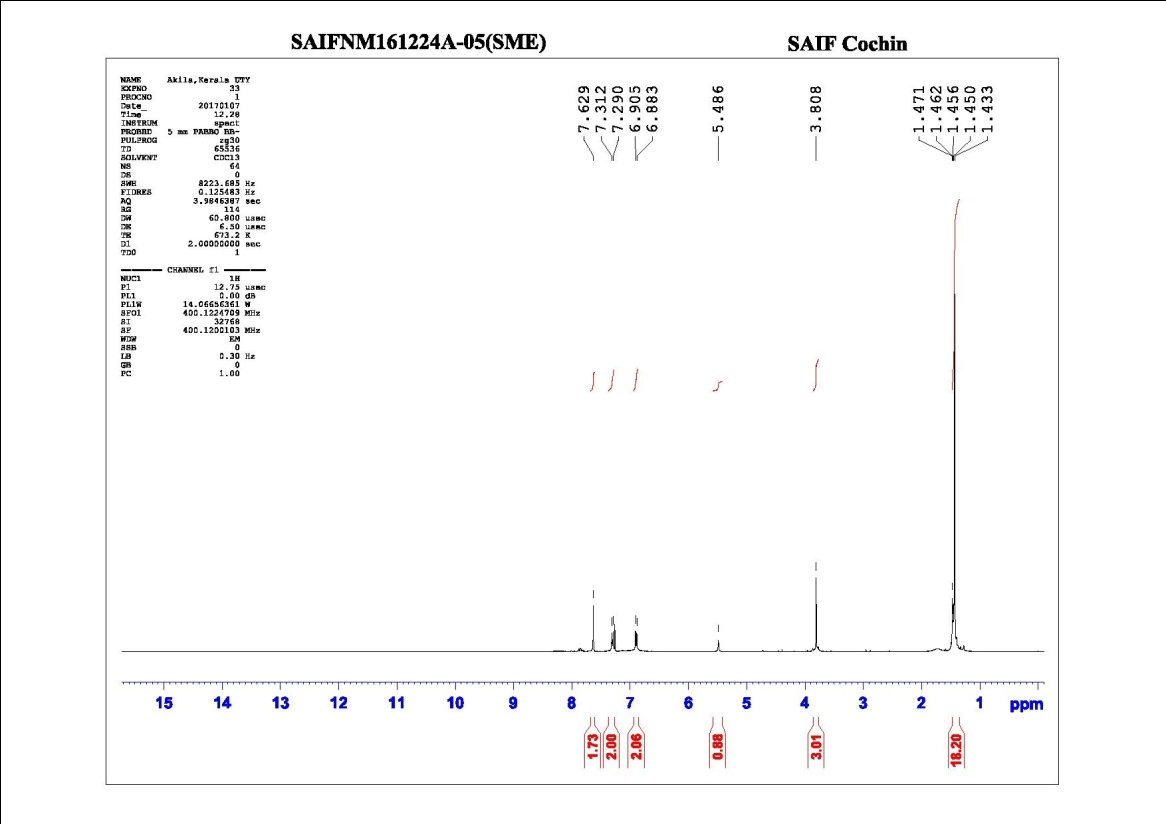 SAIFNM161224A-05(SME) SAIF Cochin
NAME Akila,Kerala UTY
EXPNO 33
PROCNO 1
Date_ 20170107
Time 12.28
INSTRUM spect
PROBHD 5 mm PABBO BB-
PULPROG zg30
TD 65536
SOLVENT CDCl3
NS 64
DS 0
SWH 8223.685 Hz
FIDRES 0.125483 Hz
AQ 3.9846387 sec
RG 114
DW 60.800 usec
DE 6.50 usec
TE 673.2 K
D1 2.00000000 sec
TD0 1
CHANNEL f1
NUC1 1H
P1 12.75 usec
PL1 0.00 dB
PL1W 14.06656361 W
SFO1 400.1224709 MHz
SI 32768
SF 400.1200103 MHz
WDW EM
SSB 0
LB 0.30 Hz
GB 0
PC 1.00
7.629
7.312
7.290
6.905
6.883
5.486
3.808
1.471
1.462
1.456
1.450
1.433
15 14 13 12 11 10 9 8 7 6 5 4 3 2 1 ppm
1.73
2.00
2.06
0.88
3.01
18.20